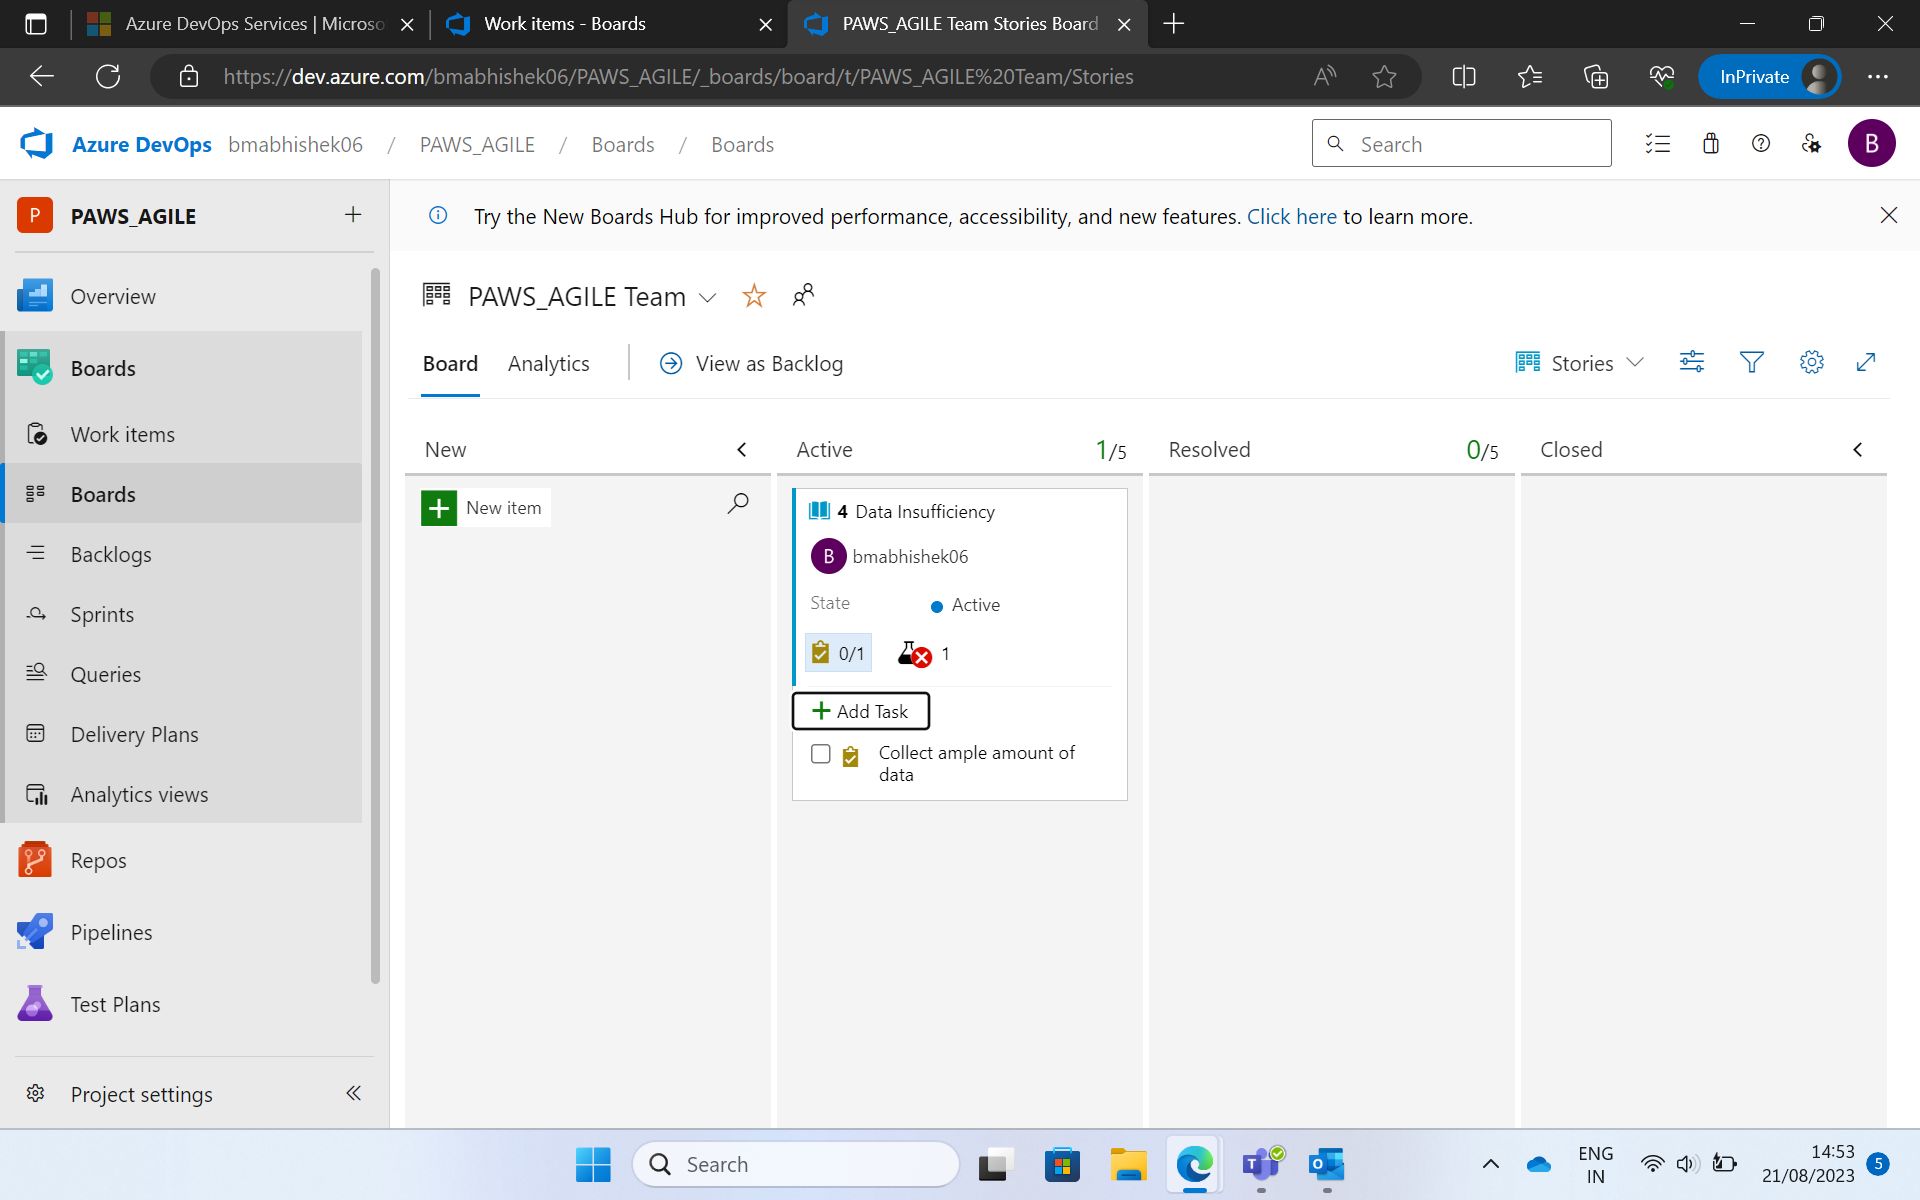 Azure DevOps Services | Microso
Work items - Boards
PAWS_AGILE Team Stories Board
https://dev.azure.com/bmabhishek06/PAWS_AGILE/_boards/board/t/PAWS_AGILE%20Team/Stories
InPrivate
Azure DevOps bmabhishek06 / PAWS_AGILE / Boards / Boards
Search
B
P PAWS_AGILE
Try the New Boards Hub for improved performance, accessibility, and new features. Click here to learn more.
Overview
Boards
Work items
Boards
Backlogs
Sprints
Queries
Delivery Plans
Analytics views
Repos
Pipelines
Test Plans
Project settings
PAWS_AGILE Team
Board Analytics View as Backlog
Stories
New
Active 1/5
Resolved 0/5
Closed
New item
4 Data Insufficiency
B bmabhishek06
State Active
0/1 1
Add Task
Collect ample amount of
data
Search
ENG
IN
14:53
21/08/2023
5